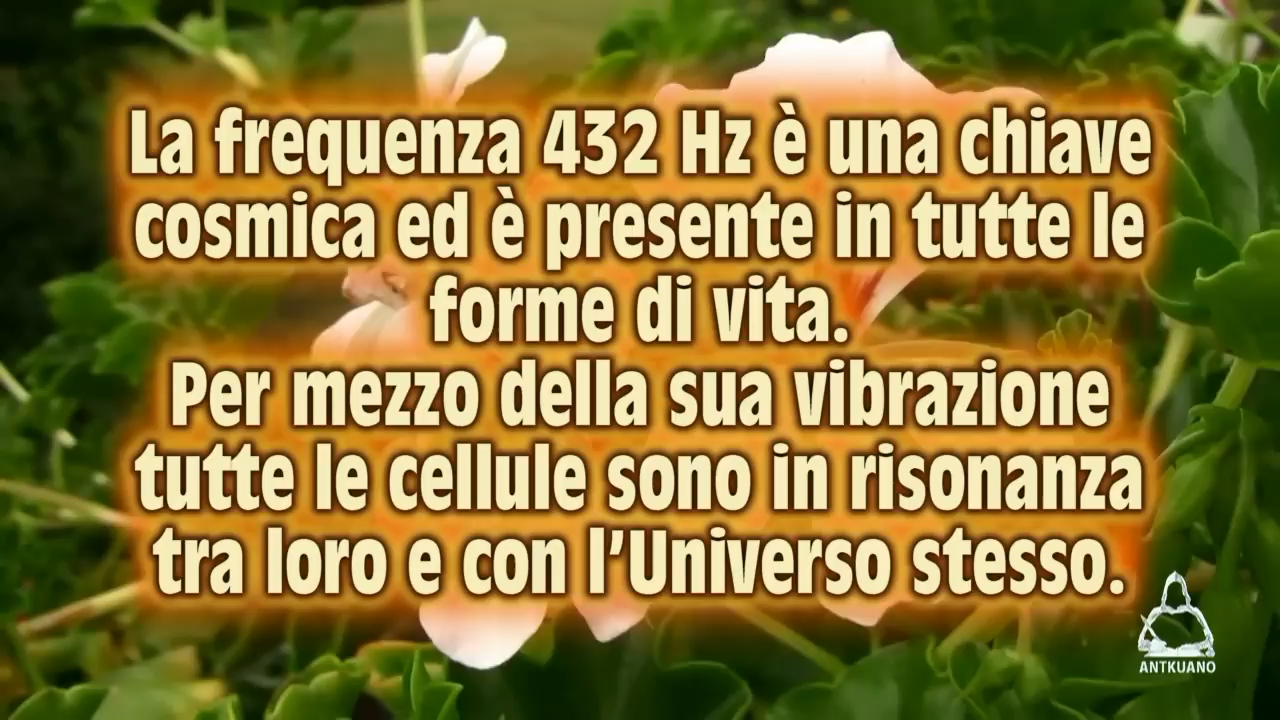 La frequenza 432 Hz è una chiave
cosmica ed è presente in tutte le
forme di vita.
Per mezzo della sua vibrazione
tutte le cellule sono in risonanza
tra loro e con l’Universo stesso.
ANTKUANO